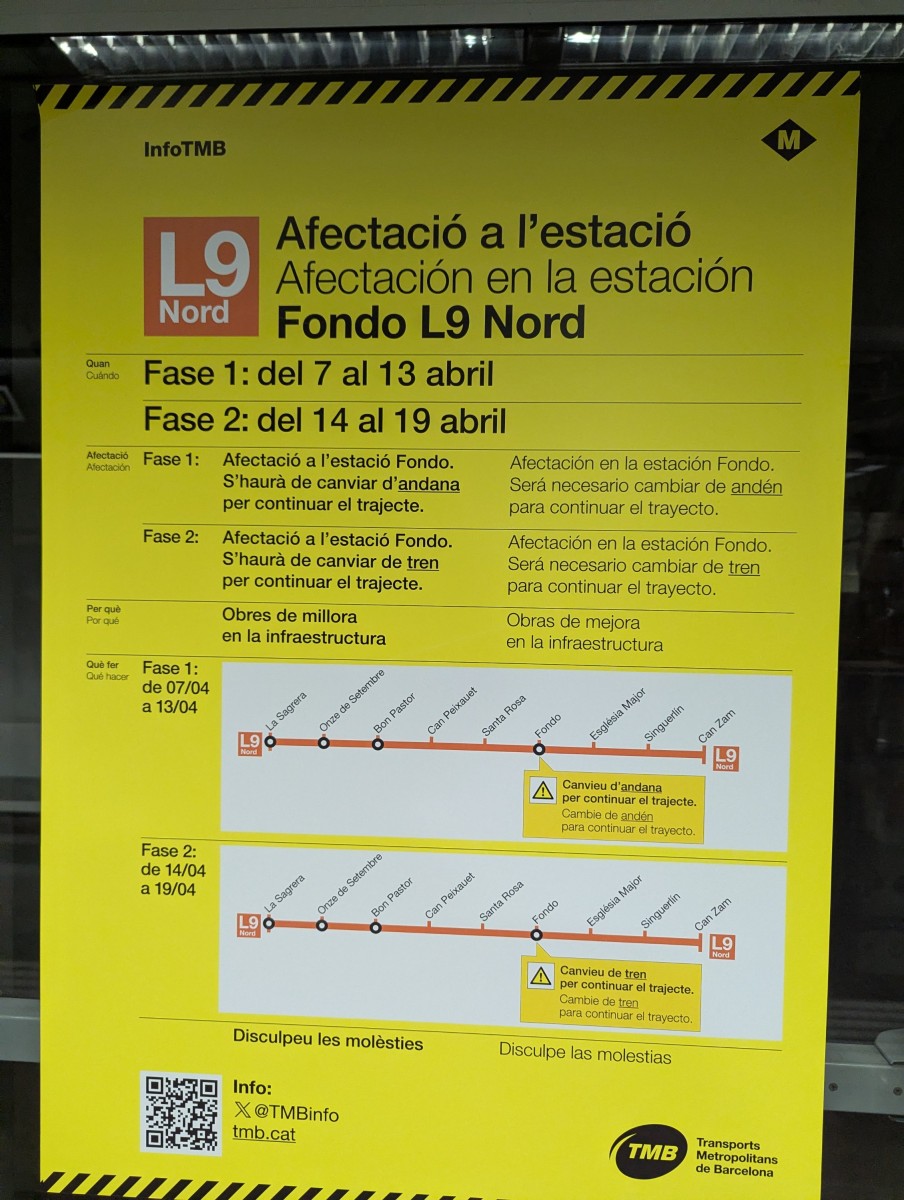 InfoTMB
M
L9
Nord
Afectació a l'estació
Afectación en la estación
Fondo L9 Nord
Quan
Cuándo
Fase 1: del 7 al 13 abril
Fase 2: del 14 al 19 abril
Afectació
Afectación
Fase 1:
Afectació a l'estació Fondo.
S'haurà de canviar d'andana
per continuar el trajecte.
Afectación en la estación Fondo.
Será necesario cambiar de andén
para continuar el trayecto.
Fase 2:
Afectació a l'estació Fondo.
S'haurà de canviar de tren
per continuar el trajecte.
Afectación en la estación Fondo.
Será necesario cambiar de tren
para continuar el trayecto.
Per què
Por qué
Obres de millora
en la infraestructura
Obras de mejora
en la infraestructura
Què fer
Qué hacer
Fase 1:
de 07/04
a 13/04
L9
Nord
La Sagrera
Onze de Setembre
Bon Pastor
Can Peixauet
Santa Rosa
Fondo
Església Major
Singuerlín
Can Zam
L9
Nord
Canvieu d'andana
per continuar el trajecte.
Cambie de andén
para continuar el trayecto.
Fase 2:
de 14/04
a 19/04
L9
Nord
La Sagrera
Onze de Setembre
Bon Pastor
Can Peixauet
Santa Rosa
Fondo
Església Major
Singuerlín
Can Zam
L9
Nord
Canvieu de tren
per continuar el trajecte.
Cambie de tren
para continuar el trayecto.
Disculpeu les molèsties
Disculpe las molestias
Info:
X @TMBinfo
tmb.cat
TMB
Transports
Metropolitans
de Barcelona